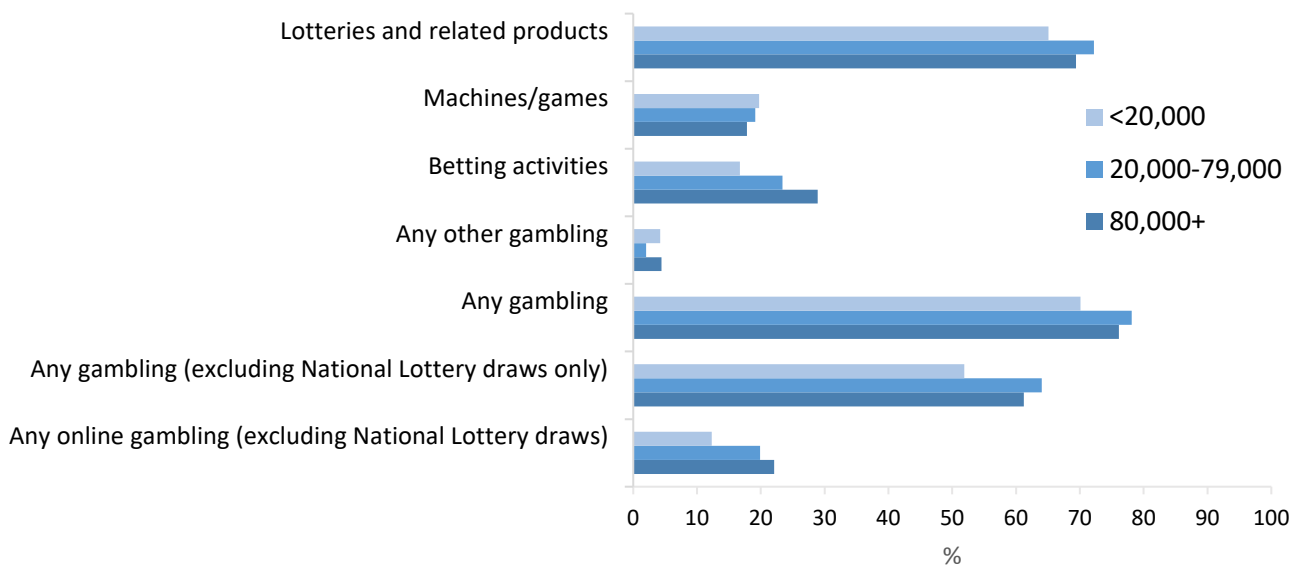 Lotteries and related products
Machines/games
Betting activities
Any other gambling
Any gambling
Any gambling (excluding National Lottery draws only)
Any online gambling (excluding National Lottery draws)
<20,000
20,000-79,000
80,000+
0 10 20 30 40 50 60 70 80 90 100
%